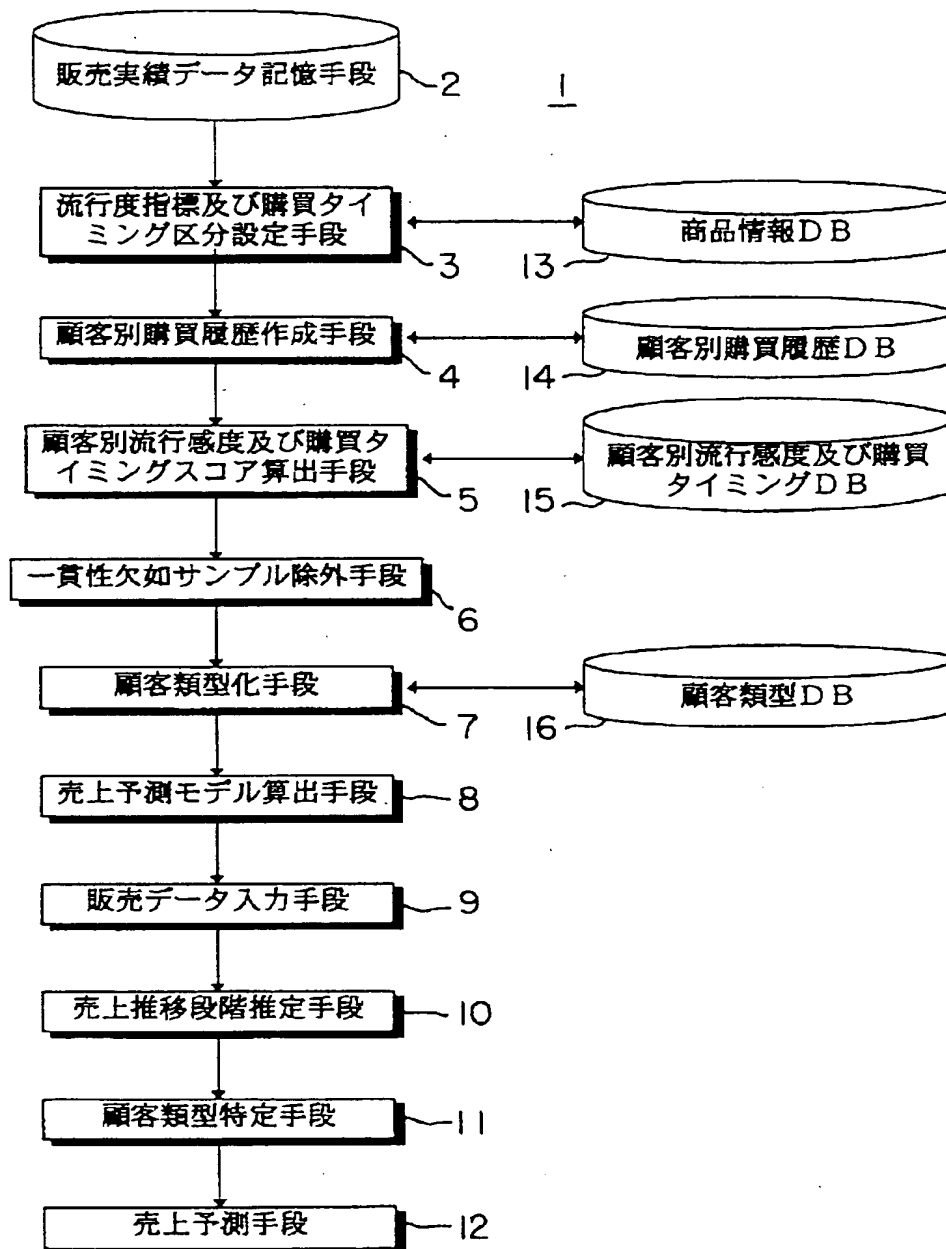 販売実績データ記憶手段
2
1
流行度指標及び購買タイ
ミング区分設定手段
3
商品情報DB
13
顧客別購買履歴作成手段
4
顧客別購買履歴DB
14
顧客別流行感度及び購買タ
イミングスコア算出手段
5
顧客別流行感度及び購買
タイミングDB
15
一貫性欠如サンプル除外手段
6
顧客類型化手段
7
顧客類型DB
16
売上予測モデル算出手段
8
販売データ入力手段
9
売上推移段階推定手段
10
顧客類型特定手段
11
売上予測手段
12